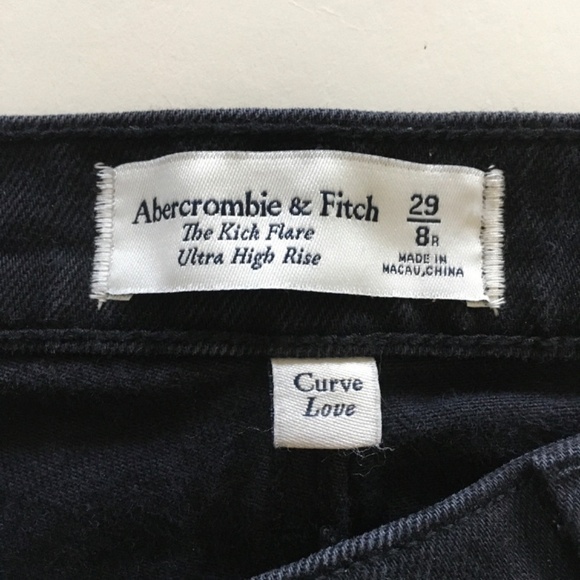 Abercrombie & Fitch
The Kick Flare
Ultra High Rise
29
8R
MADE IN
MACAU,CHINA
Curve
Love